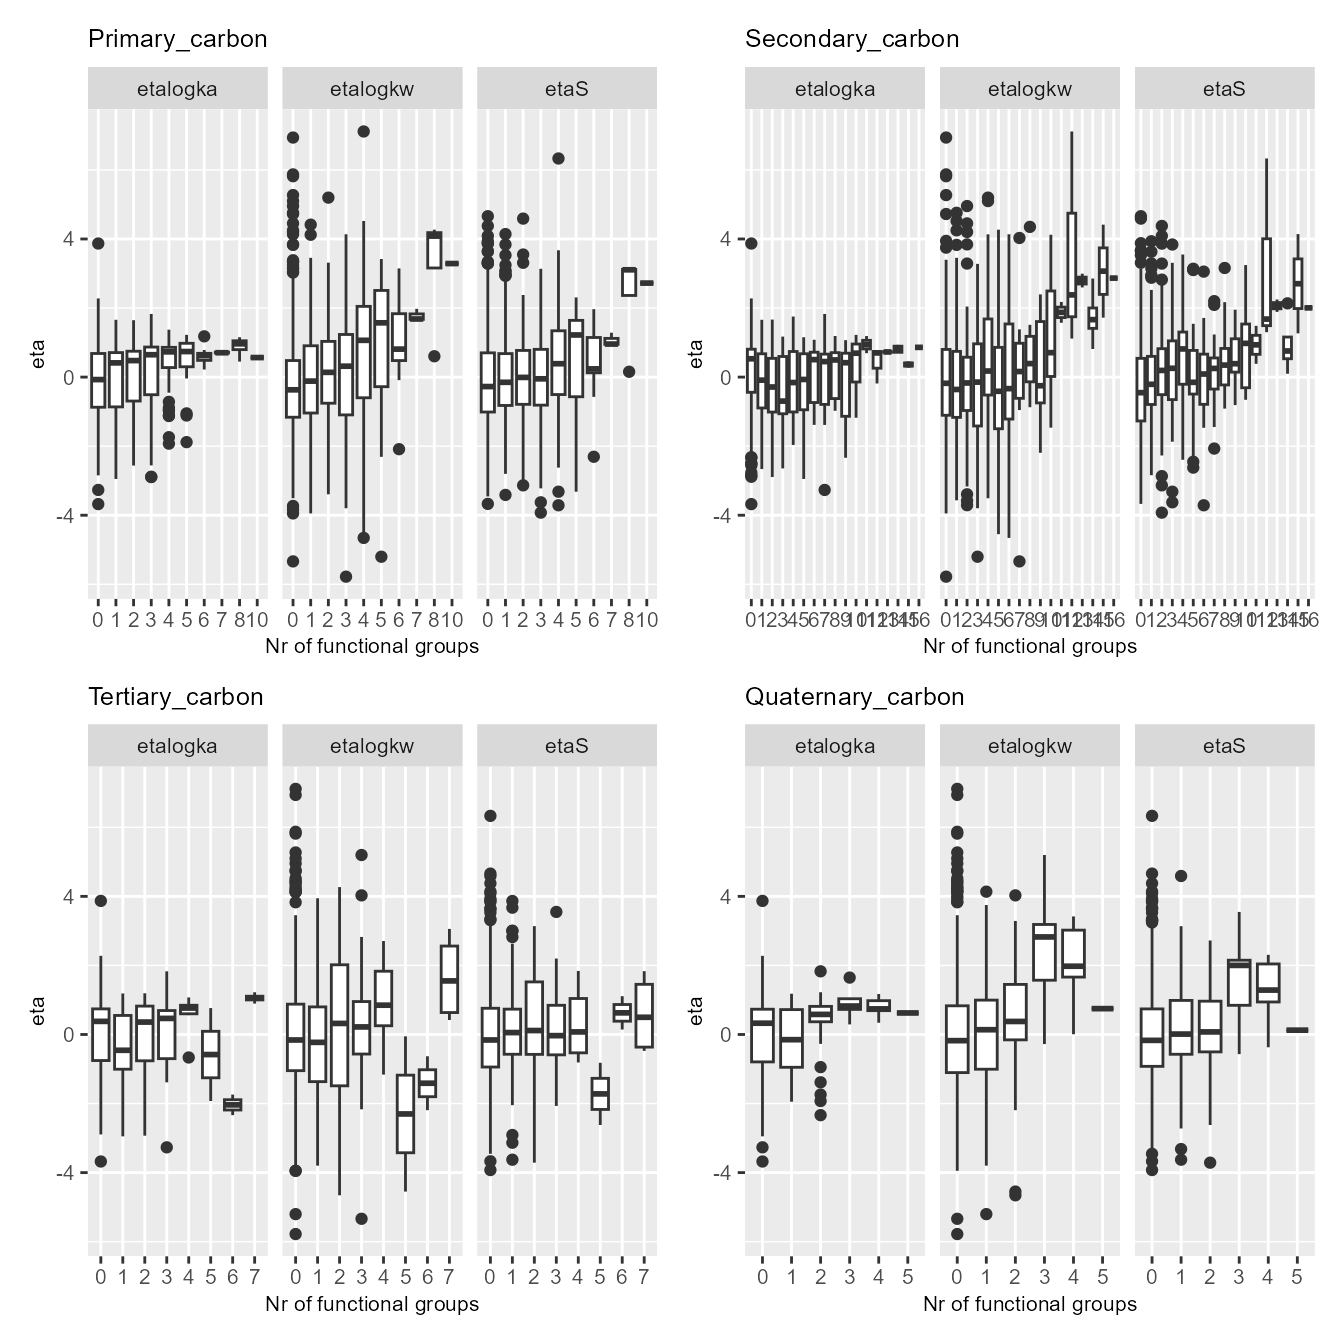 Primary_carbon
etalogka etalogkw etaS
eta
4
0
-4
0 1 2 3 4 5 6 7 8 10 0 1 2 3 4 5 6 7 8 10 0 1 2 3 4 5 6 7 8 10
Nr of functional groups
Secondary_carbon
etalogka etalogkw etaS
eta
4
0
-4
Nr of functional groups
Tertiary_carbon
etalogka etalogkw etaS
eta
4
0
-4
0 1 2 3 4 5 6 7 0 1 2 3 4 5 6 7 0 1 2 3 4 5 6 7
Nr of functional groups
Quaternary_carbon
etalogka etalogkw etaS
eta
4
0
-4
0 1 2 3 4 5 0 1 2 3 4 5 0 1 2 3 4 5
Nr of functional groups